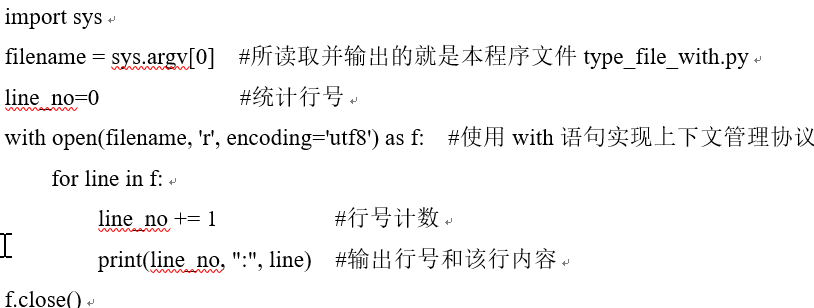 import sys
filename = sys.argv[0] #所读取并输出的就是本程序文件 type_file_with.py
line_no=0 #统计行号
with open(filename, 'r', encoding='utf8') as f: #使用 with 语句实现上下文管理协议
for line in f:
line_no += 1 #行号计数
print(line_no, ":", line) #输出行号和该行内容
f.close()